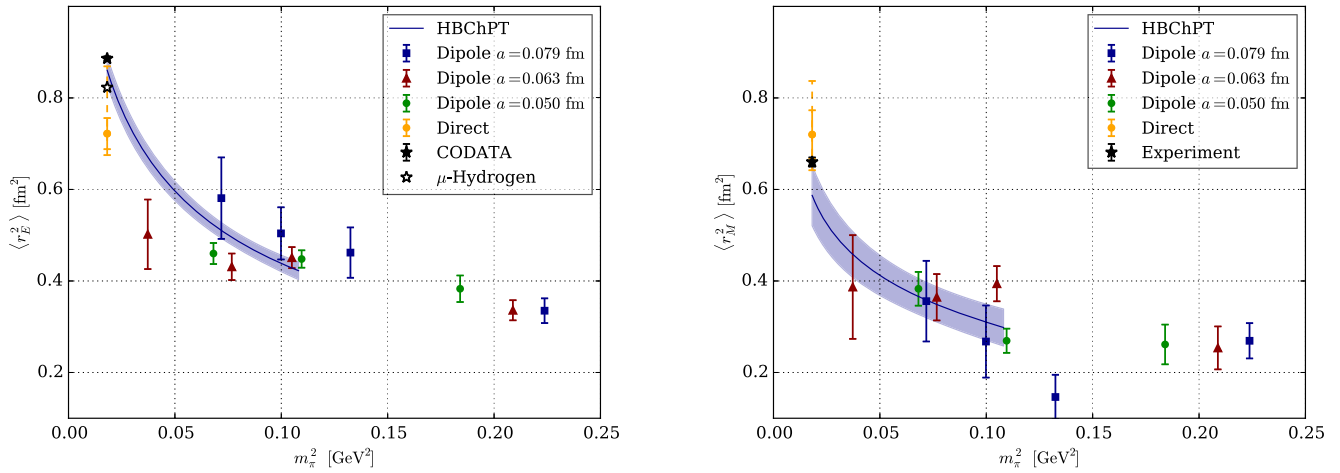 HBChPT
Dipole a=0.079 fm
Dipole a=0.063 fm
Dipole a=0.050 fm
Direct
CODATA
μ-Hydrogen
0.8
0.6
0.4
0.2
⟨r_E^2⟩ [fm^2]
0.00 0.05 0.10 0.15 0.20 0.25
m_π^2 [GeV^2]
HBChPT
Dipole a=0.079 fm
Dipole a=0.063 fm
Dipole a=0.050 fm
Direct
Experiment
0.8
0.6
0.4
0.2
⟨r_M^2⟩ [fm^2]
0.00 0.05 0.10 0.15 0.20 0.25
m_π^2 [GeV^2]